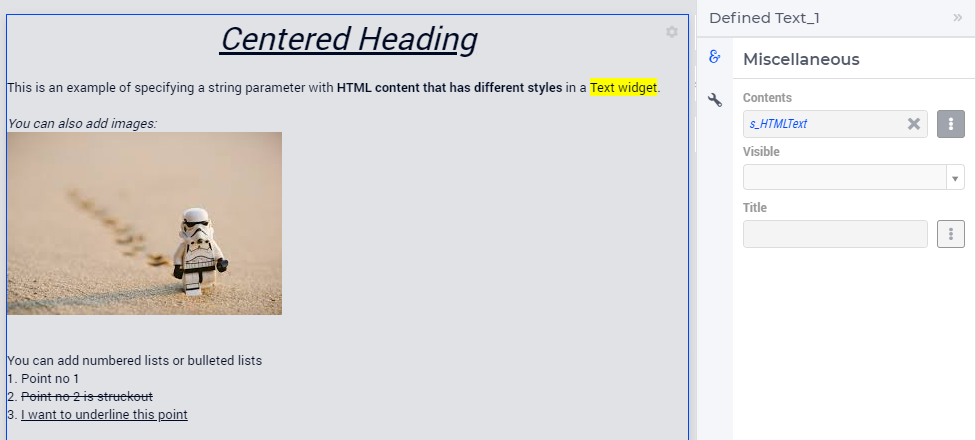 Centered Heading
This is an example of specifying a string parameter with HTML content that has different styles in a Text widget.
You can also add images:
You can add numbered lists or bulleted lists
1. Point no 1
2. Point no 2 is struckout
3. I want to underline this point
Defined Text_1
Miscellaneous
Contents
s_HTMLText
Visible
Title